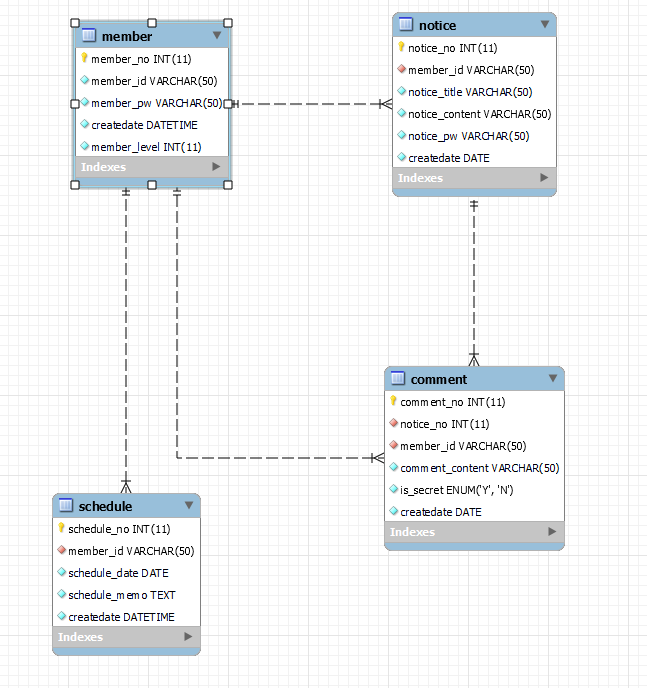 member
member_no INT(11)
member_id VARCHAR(50)
member_pw VARCHAR(50)
createdate DATETIME
member_level INT(11)
Indexes
notice
notice_no INT(11)
member_id VARCHAR(50)
notice_title VARCHAR(50)
notice_content VARCHAR(50)
notice_pw VARCHAR(50)
createdate DATE
Indexes
comment
comment_no INT(11)
notice_no INT(11)
member_id VARCHAR(50)
comment_content VARCHAR(50)
is_secret ENUM('Y', 'N')
createdate DATE
Indexes
schedule
schedule_no INT(11)
member_id VARCHAR(50)
schedule_date DATE
schedule_memo TEXT
createdate DATETIME
Indexes